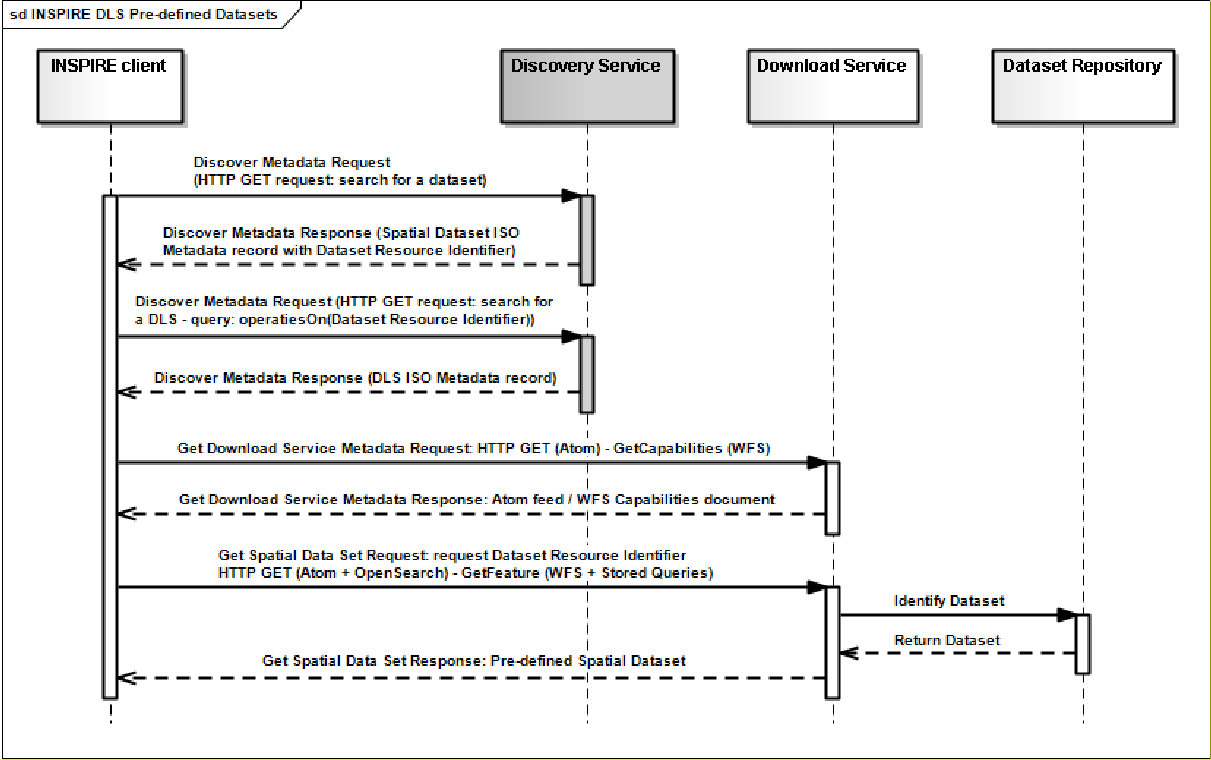 sd INSPIRE DLS Pre-defined Datasets
INSPIRE client
Discovery Service
Download Service
Dataset Repository
Discover Metadata Request
(HTTP GET request: search for a dataset)
Discover Metadata Response (Spatial Dataset ISO
Metadata record with Dataset Resource Identifier)
Discover Metadata Request (HTTP GET request: search for
a DLS - query: operatiesOn(Dataset Resource Identifier))
Discover Metadata Response (DLS ISO Metadata record)
Get Download Service Metadata Request: HTTP GET (Atom) - GetCapabilities (WFS)
Get Download Service Metadata Response: Atom feed / WFS Capabilities document
Get Spatial Data Set Request: request Dataset Resource Identifier
HTTP GET (Atom + OpenSearch) - GetFeature (WFS + Stored Queries)
Identify Dataset
Return Dataset
Get Spatial Data Set Response: Pre-defined Spatial Dataset